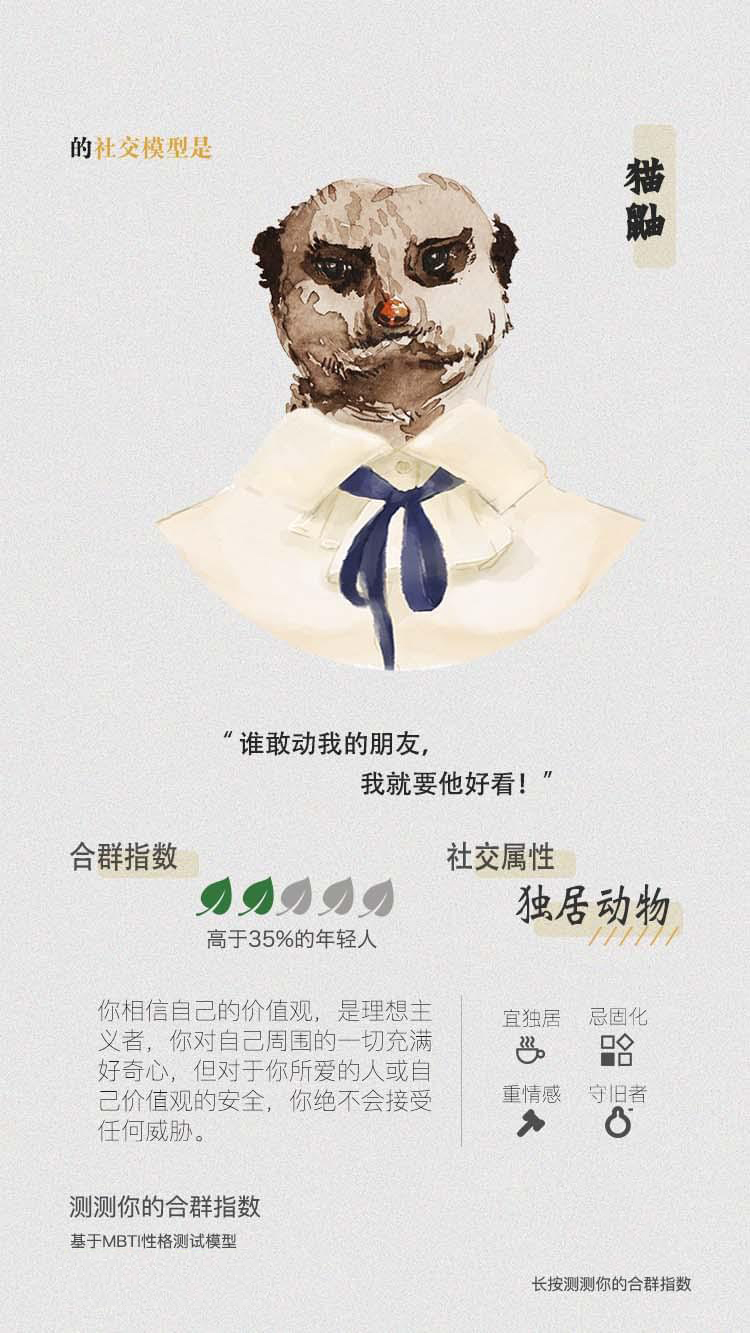 的社交模型是
猫鼬
“谁敢动我的朋友，
我就要他好看！”
合群指数
高于35%的年轻人
社交属性
独居动物
你相信自己的价值观，是理想主
义者，你对自己周围的一切充满
好奇心，但对于你所爱的人或自
己价值观的安全，你绝不会接受
任何威胁。
宜独居
忌固化
重情感
守旧者
测测你的合群指数
基于MBTI性格测试模型
长按测测你的合群指数